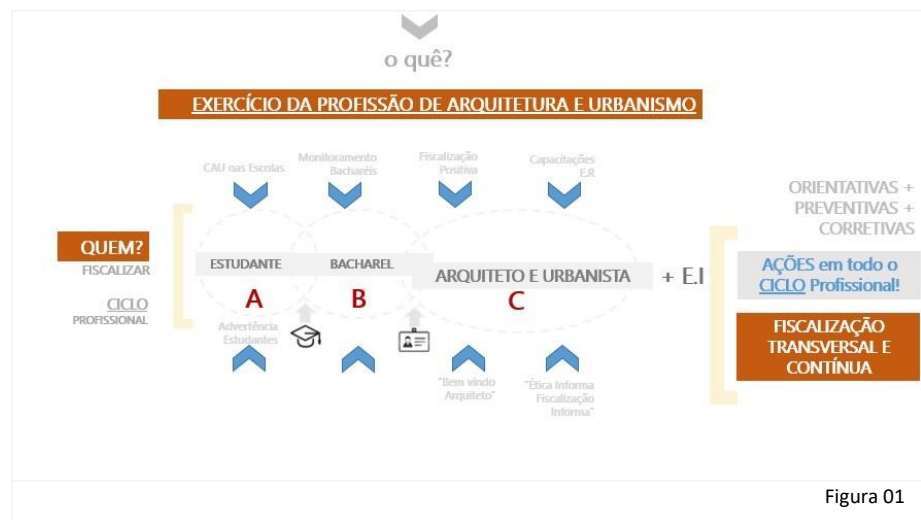 o quê?
EXERCÍCIO DA PROFISSÃO DE ARQUITETURA E URBANISMO
CAU nas Escolas
Monitoramento
Bacharéis
Fiscalização
Positiva
Capacitações
E.R
QUEM?
FISCALIZAR
CICLO
PROFISSIONAL
ESTUDANTE
A
BACHAREL
B
ARQUITETO E URBANISTA
C
+ E.I
Advertência
Estudantes
"Bem vindo
Arquiteto"
"Ética Informa
Fiscalização
Informa"
ORIENTATIVAS +
PREVENTIVAS +
CORRETIVAS
AÇÕES em todo o
CICLO Profissional!
FISCALIZAÇÃO
TRANSVERSAL E
CONTÍNUA
Figura 01